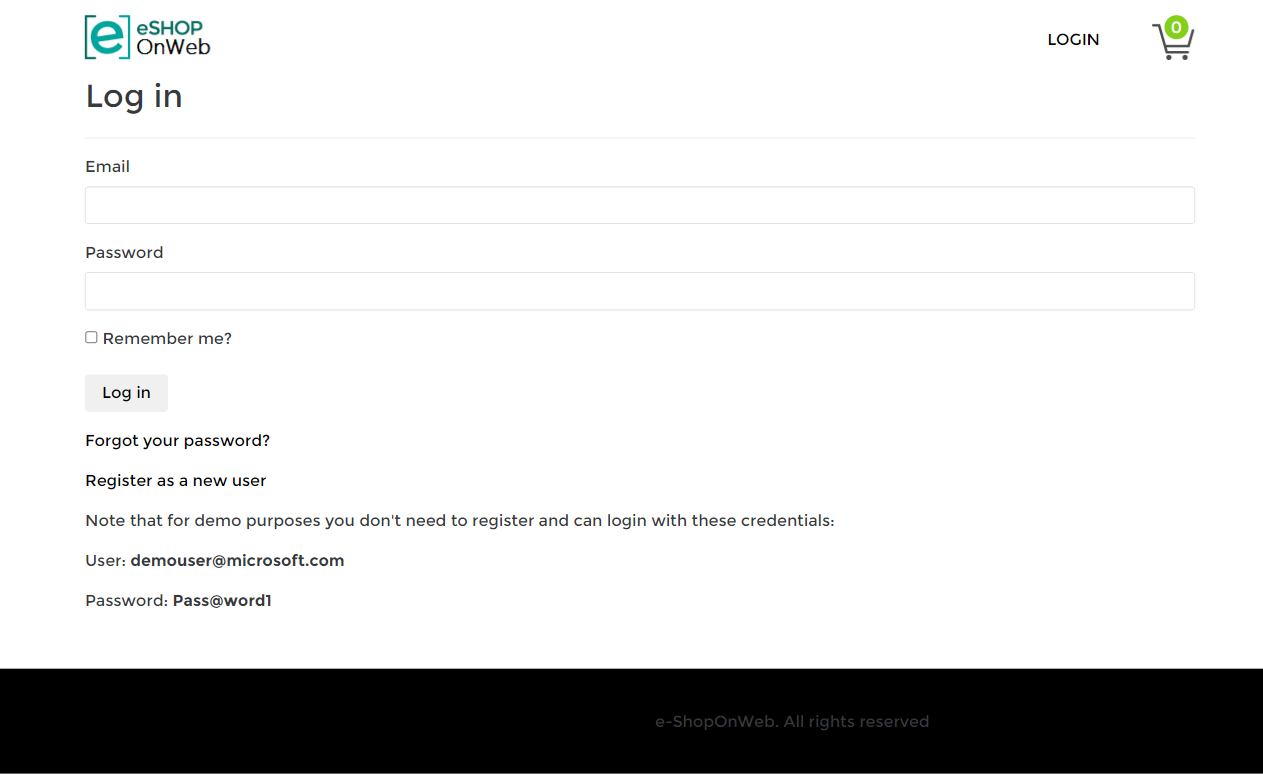 eSHOP
OnWeb
LOGIN
0
Log in
Email
Password
Remember me?
Log in
Forgot your password?
Register as a new user
Note that for demo purposes you don't need to register and can login with these credentials:
User: demouser@microsoft.com
Password: Pass@word1
e-ShopOnWeb. All rights reserved